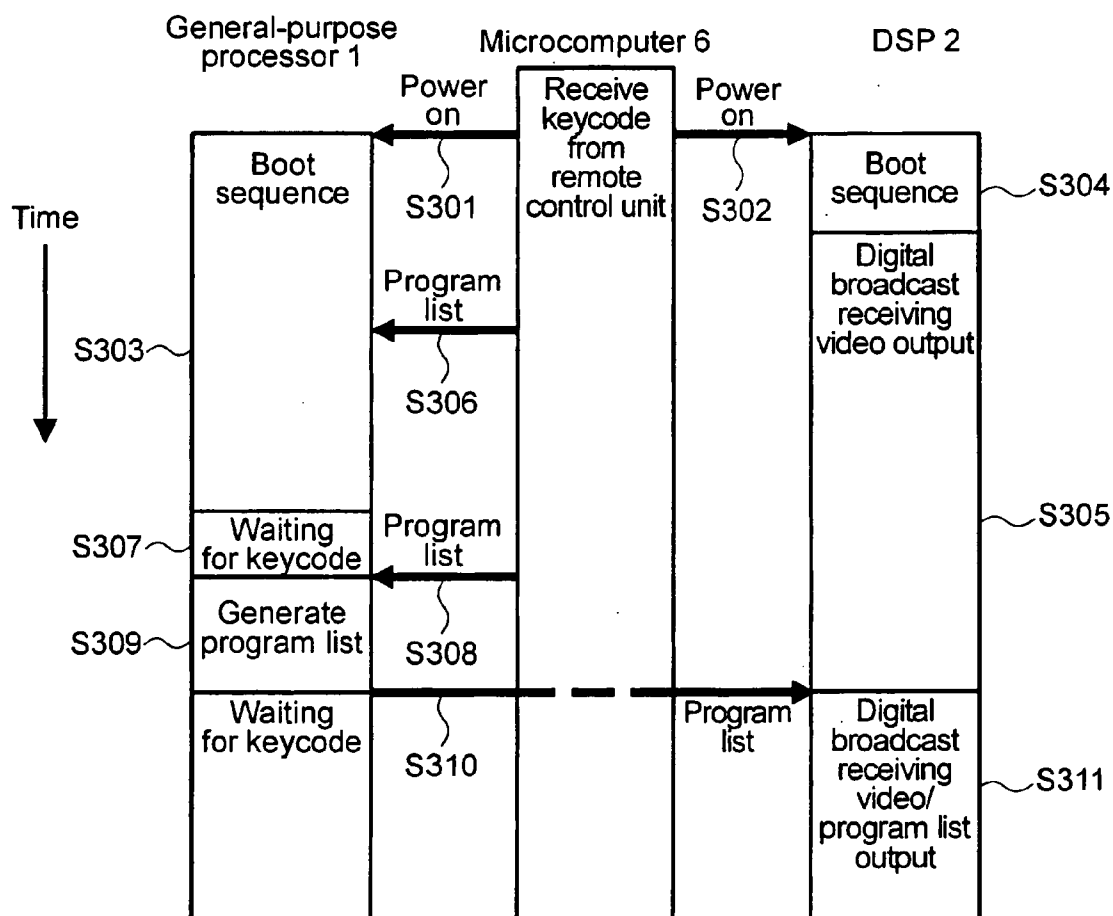 General-purpose
processor 1
Microcomputer 6
DSP 2
Power
on
Receive
keycode
from
remote
control unit
Power
on
Boot
sequence
S301
S302
Boot
sequence
S304
Time
Program
list
Digital
broadcast
receiving
video output
S303
S306
S307
Waiting
for keycode
Program
list
S305
S309
Generate
program list
S308
Waiting
for keycode
S310
Program
list
Digital
broadcast
receiving
video/
program list
output
S311